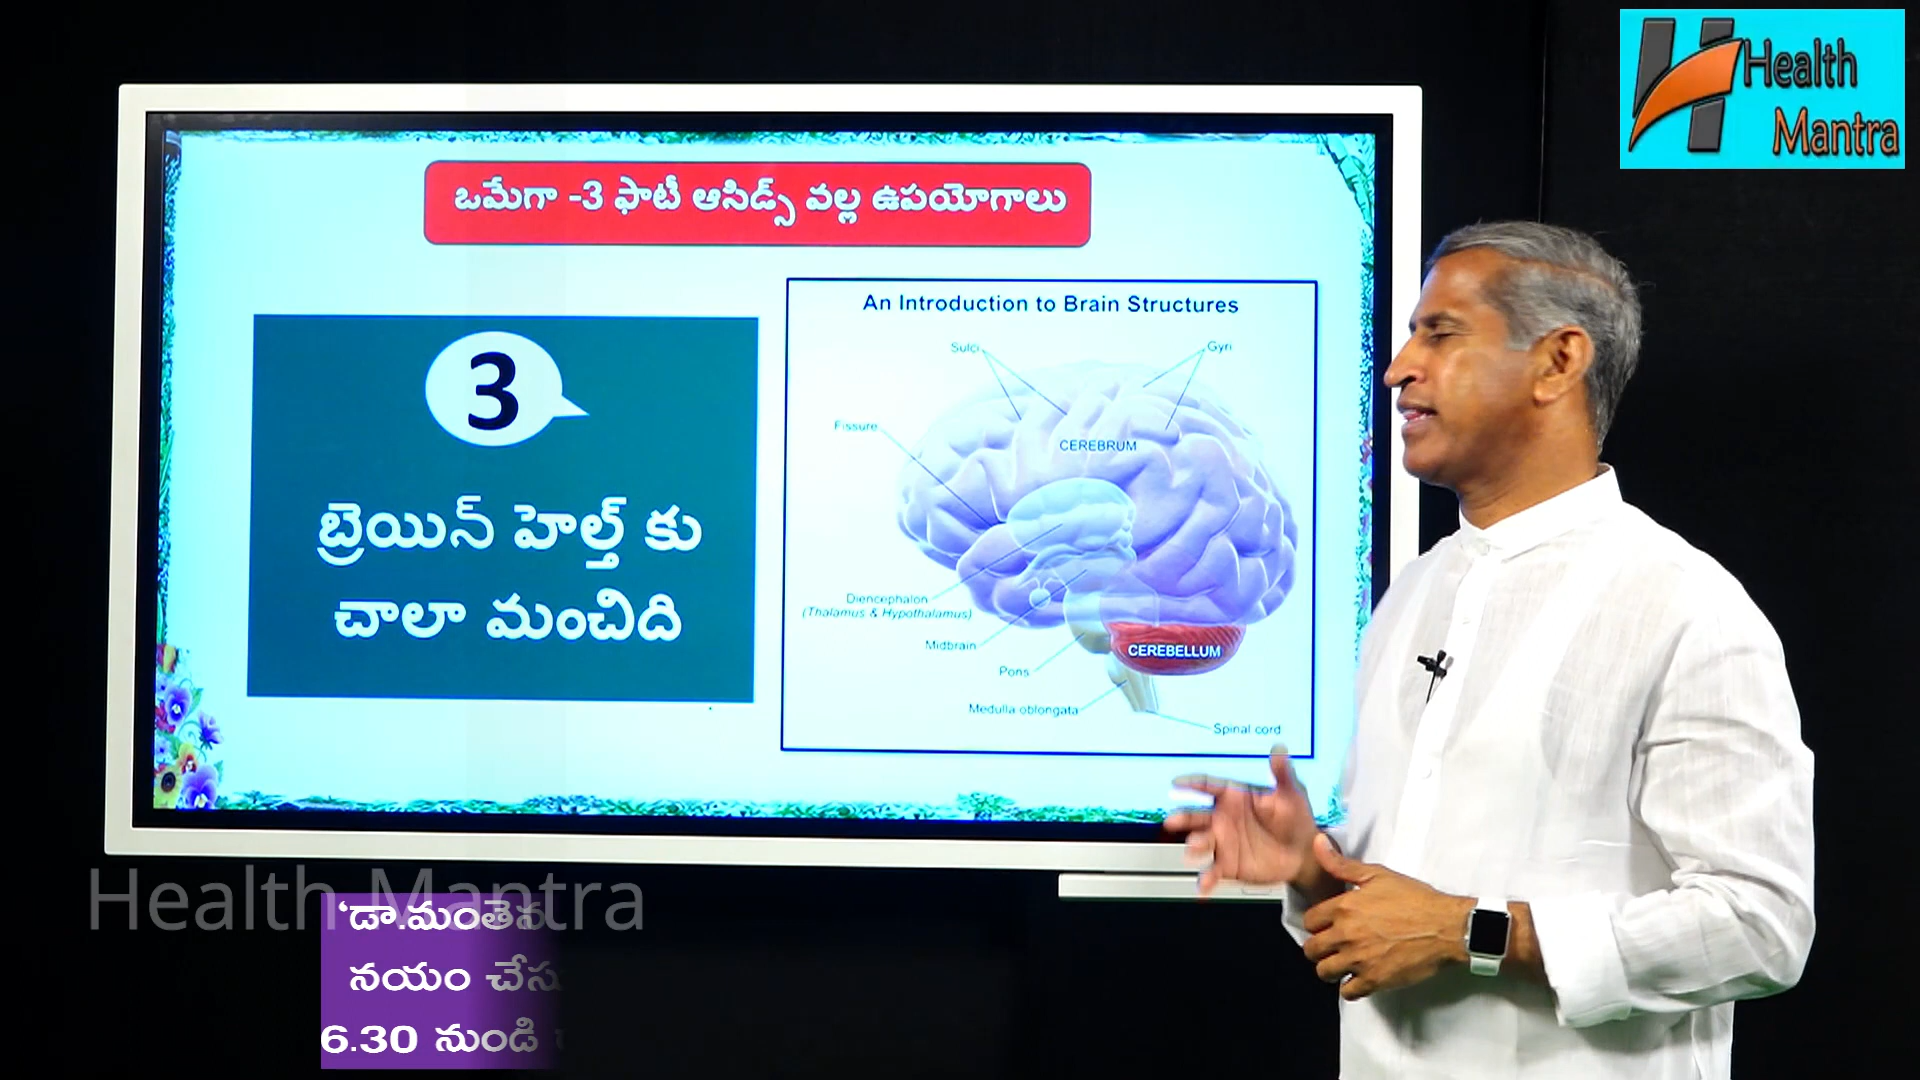 Health
Mantra
ఒమేగా -3 ఫాటీ ఆసిడ్స్ వల్ల ఉపయోగాలు
3
బ్రెయిన్ హెల్త్ కు
చాలా మంచిది
An Introduction to Brain Structures
Sulci
Gyri
Fissure
CEREBRUM
Diencephalon
(Thalamus & Hypothalamus)
Midbrain
CEREBELLUM
Pons
Medulla oblongata
Spinal cord
Health Mantra
‘డా.మంతెన
నయం
6.30 నుండి